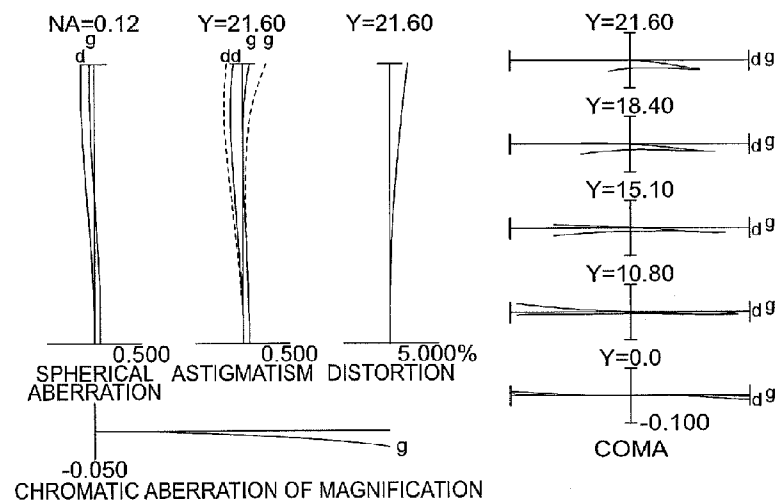 NA=0.12
g
d
Y=21.60
g g
dd
Y=21.60
0.500
SPHERICAL
ABERRATION
0.500
ASTIGMATISM
5.000%
DISTORTION
-0.050
g
CHROMATIC ABERRATION OF MAGNIFICATION
Y=21.60
d g
Y=18.40
d g
Y=15.10
d g
Y=10.80
d g
Y=0.0
d g
-0.100
COMA